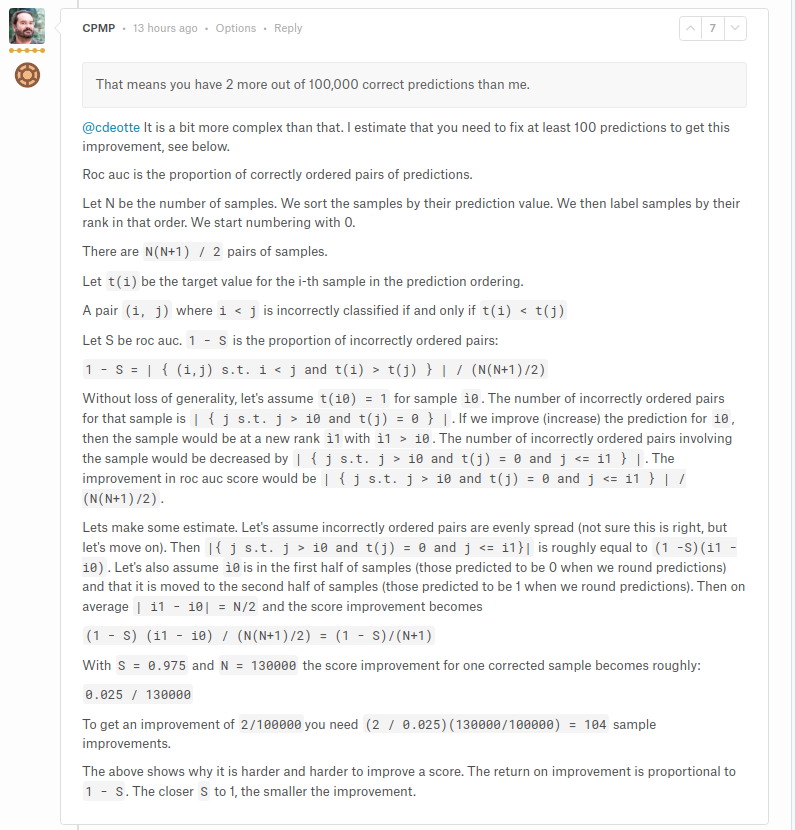 CPMP • 13 hours ago • Options • Reply
7
That means you have 2 more out of 100,000 correct predictions than me.
@cdeotte It is a bit more complex than that. I estimate that you need to fix at least 100 predictions to get this
improvement, see below.
Roc auc is the proportion of correctly ordered pairs of predictions.
Let N be the number of samples. We sort the samples by their prediction value. We then label samples by their
rank in that order. We start numbering with 0.
There are N(N+1) / 2 pairs of samples.
Let t(i) be the target value for the i-th sample in the prediction ordering.
A pair (i, j) where i < j is incorrectly classified if and only if t(i) < t(j)
Let S be roc auc. 1 - S is the proportion of incorrectly ordered pairs:
1 - S = | { (i,j) s.t. i < j and t(i) > t(j) } | / (N(N+1)/2)
Without loss of generality, let's assume t(i0) = 1 for sample i0. The number of incorrectly ordered pairs
for that sample is | { j s.t. j > i0 and t(j) = 0 } |. If we improve (increase) the prediction for i0,
then the sample would be at a new rank i1 with i1 > i0. The number of incorrectly ordered pairs involving
the sample would be decreased by | { j s.t. j > i0 and t(j) = 0 and j <= i1 } |. The
improvement in roc auc score would be | { j s.t. j > i0 and t(j) = 0 and j <= i1 } | /
(N(N+1)/2).
Lets make some estimate. Let's assume incorrectly ordered pairs are evenly spread (not sure this is right, but
let's move on). Then |{ j s.t. j > i0 and t(j) = 0 and j <= i1}| is roughly equal to (1 -S)(i1 -
i0). Let's also assume i0 is in the first half of samples (those predicted to be 0 when we round predictions)
and that it is moved to the second half of samples (those predicted to be 1 when we round predictions). Then on
average | i1 - i0| = N/2 and the score improvement becomes
(1 - S) (i1 - i0) / (N(N+1)/2) = (1 - S)/(N+1)
With S = 0.975 and N = 130000 the score improvement for one corrected sample becomes roughly:
0.025 / 130000
To get an improvement of 2/100000 you need (2 / 0.025)(130000/100000) = 104 sample
improvements.
The above shows why it is harder and harder to improve a score. The return on improvement is proportional to
1 - S. The closer S to 1, the smaller the improvement.